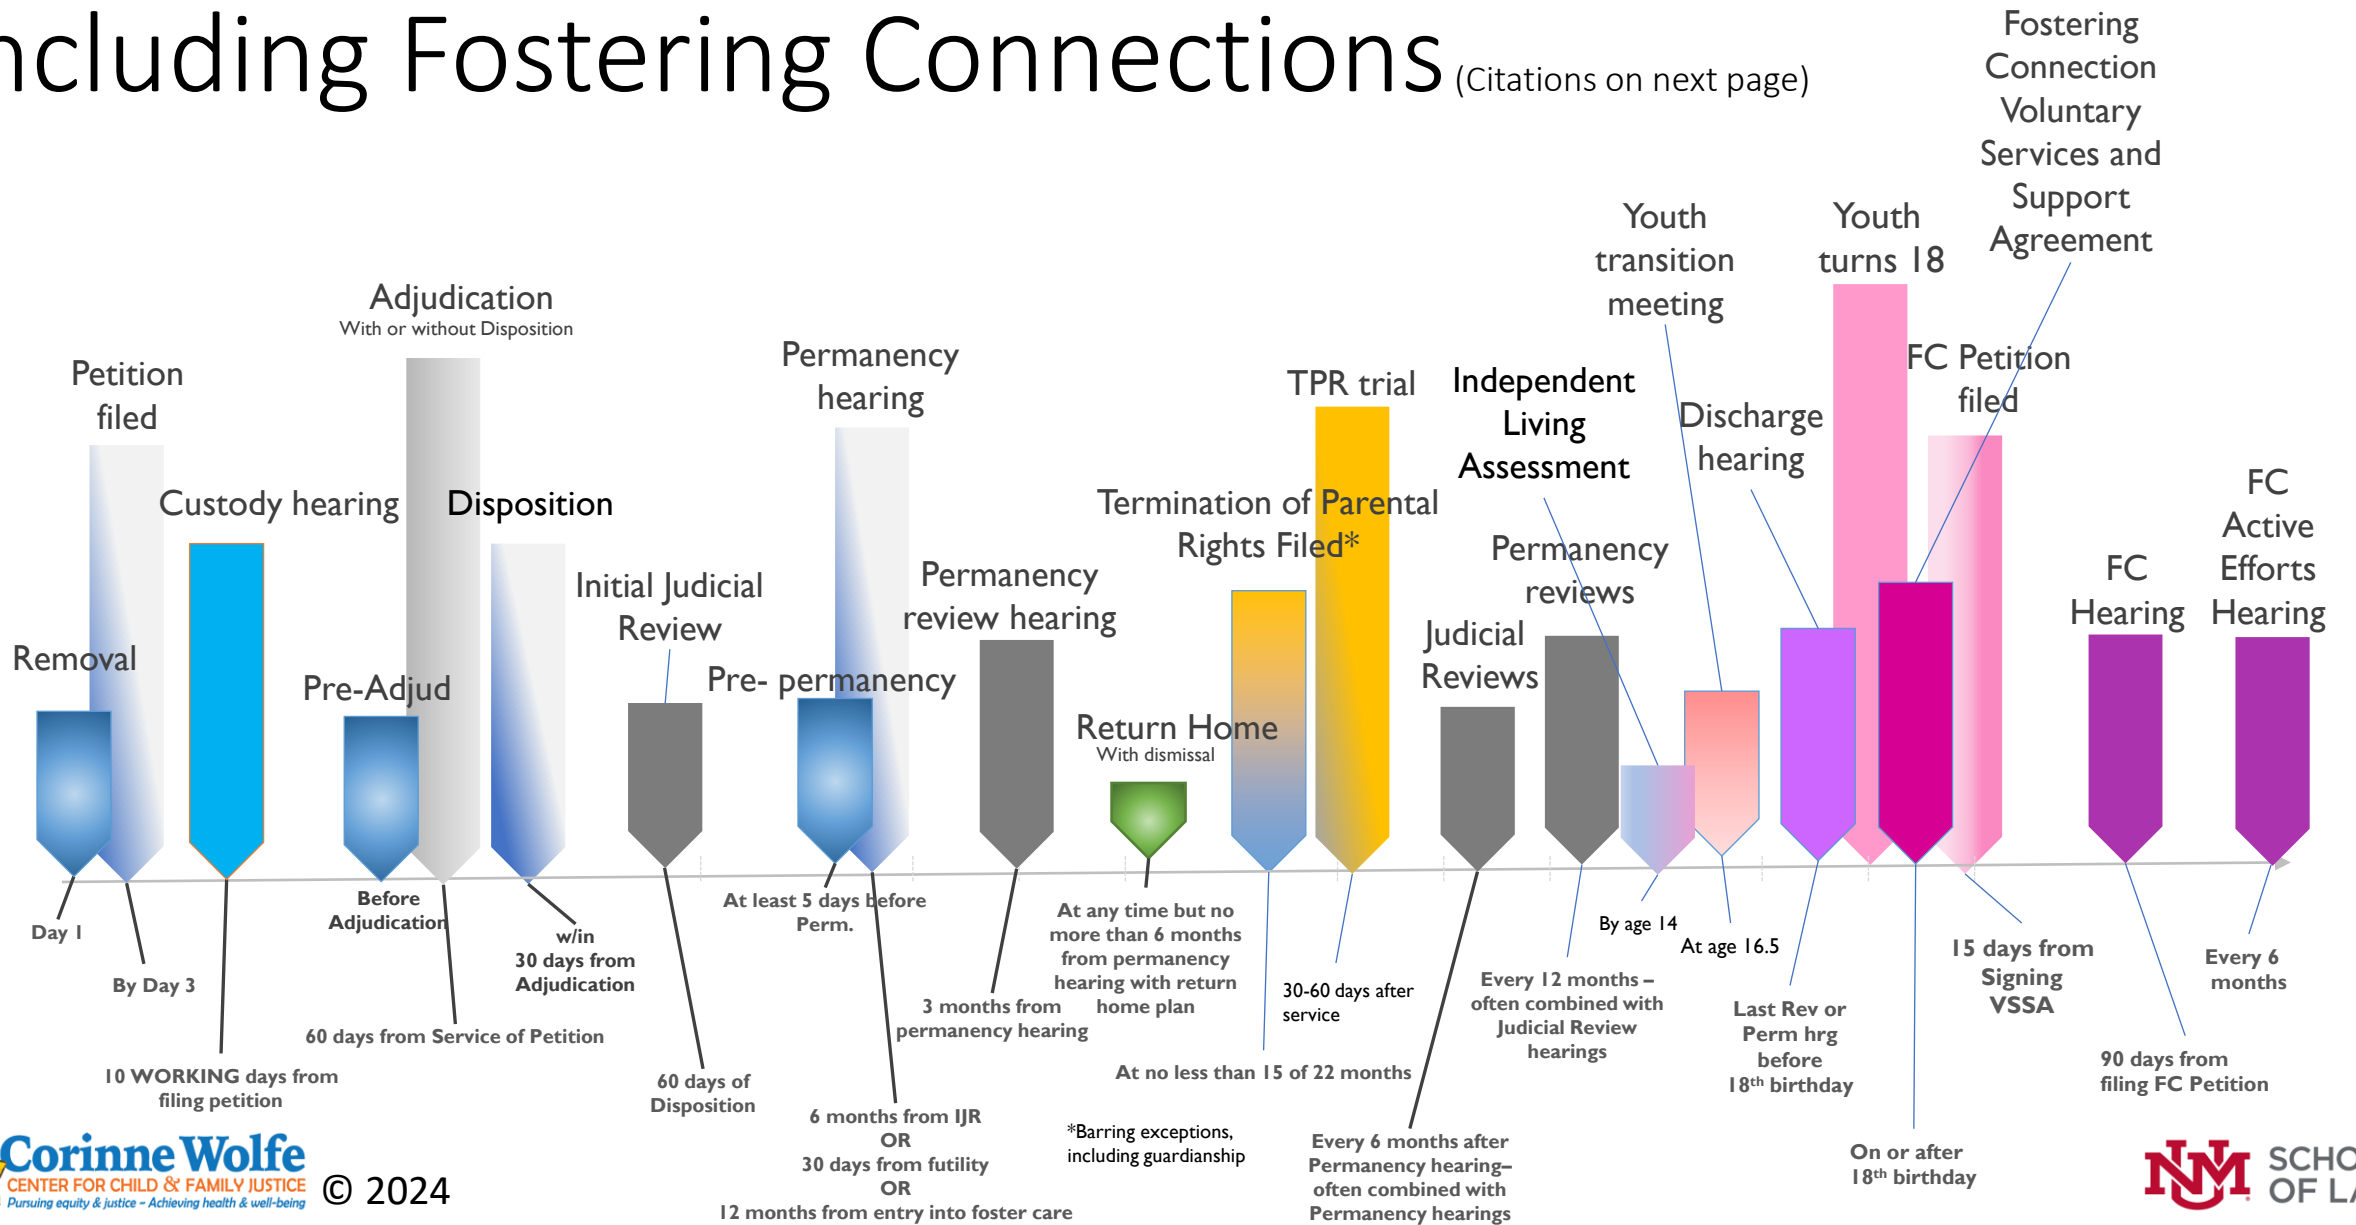 ncluding Fostering Connections (Citations on next page)
Fostering
Connection
Voluntary
Services and
Support
Agreement
Youth
transition
meeting
Youth
turns 18
Adjudication
With or without Disposition
Petition
filed
Permanency
hearing
TPR trial
Independent
Living
Assessment
Discharge
hearing
FC Petition
filed
Custody hearing
Disposition
Termination of Parental
Rights Filed*
Permanency
reviews
FC
Hearing
FC
Active
Efforts
Hearing
Initial Judicial
Review
Permanency
review hearing
Judicial
Reviews
Removal
Pre-Adjud
Pre- permanency
Return Home
With dismissal
Day 1
By Day 3
10 WORKING days from
filing petition
Before
Adjudication
60 days from Service of Petition
w/in
30 days from
Adjudication
60 days of
Disposition
At least 5 days before
Perm.
6 months from IJR
OR
30 days from futility
OR
12 months from entry into foster care
3 months from
permanency hearing
At any time but no
more than 6 months
from permanency
hearing with return
home plan
At no less than 15 of 22 months
*Barring exceptions,
including guardianship
30-60 days after
service
Every 6 months after
Permanency hearing–
often combined with
Permanency hearings
Every 12 months –
often combined with
Judicial Review
hearings
By age 14
At age 16.5
Last Rev or
Perm hrg
before
18th birthday
On or after
18th birthday
15 days from
Signing
VSSA
90 days from
filing FC Petition
Every 6
months
Corinne Wolfe
CENTER FOR CHILD & FAMILY JUSTICE
Pursuing equity & justice - Achieving health & well-being
© 2024
NM
SCHO
OF LA